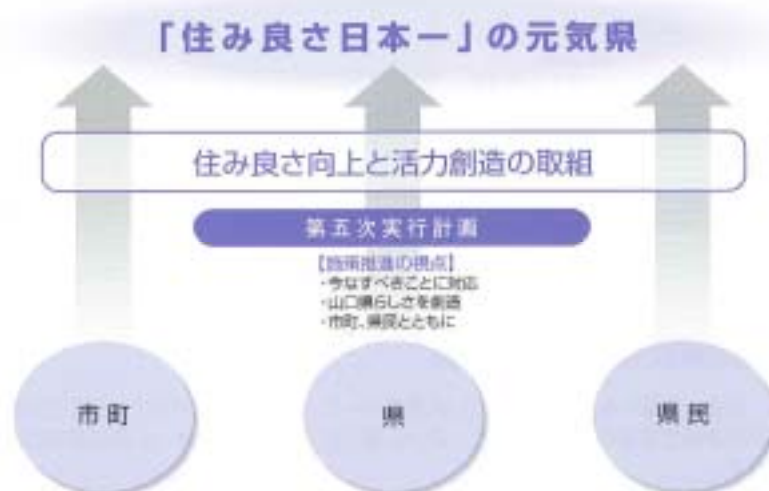 「住み良さ日本一」の元気県
住み良さ向上と活力創造の取組
第五次実行計画
【施策推進の視点】
・今なすべきことに対応
・山口県らしさを創造
・市町、県民とともに
市町
県
県民